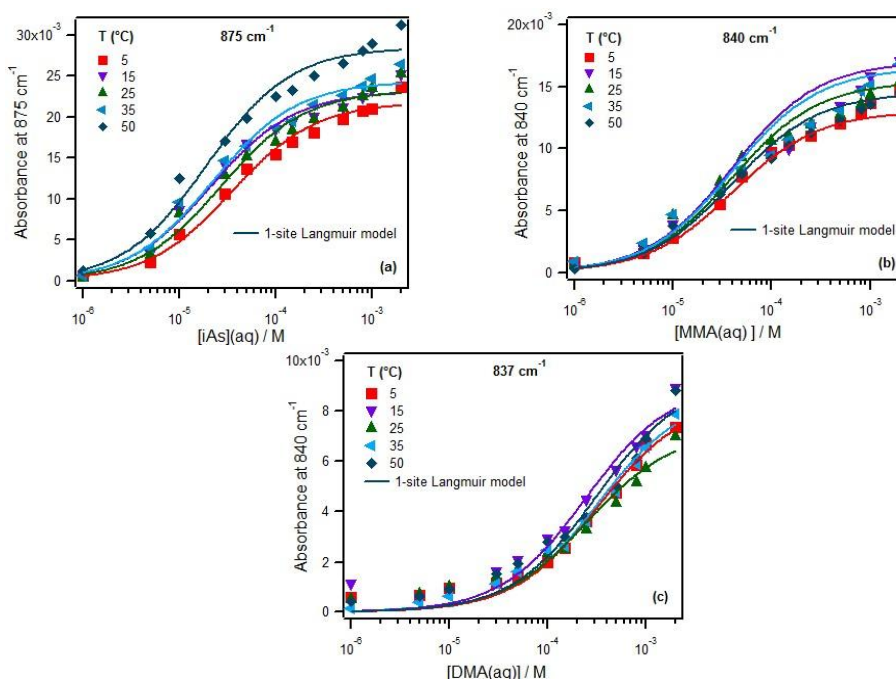 30x10⁻³
25
20
15
10
5
0
Absorbance at 875 cm⁻¹
T (°C)
5
15
25
35
50
875 cm⁻¹
1-site Langmuir model
(a)
10⁻⁶
10⁻⁵
10⁻⁴
10⁻³
[iAs](aq) / M
20x10⁻³
15
10
5
0
Absorbance at 840 cm⁻¹
T (°C)
5
15
25
35
50
840 cm⁻¹
1-site Langmuir model
(b)
10⁻⁶
10⁻⁵
10⁻⁴
10⁻³
[MMA(aq) ] / M
10x10⁻³
8
6
4
2
0
Absorbance at 840 cm⁻¹
T (°C)
5
15
25
35
50
837 cm⁻¹
1-site Langmuir model
(c)
10⁻⁶
10⁻⁵
10⁻⁴
10⁻³
[DMA(aq)] / M